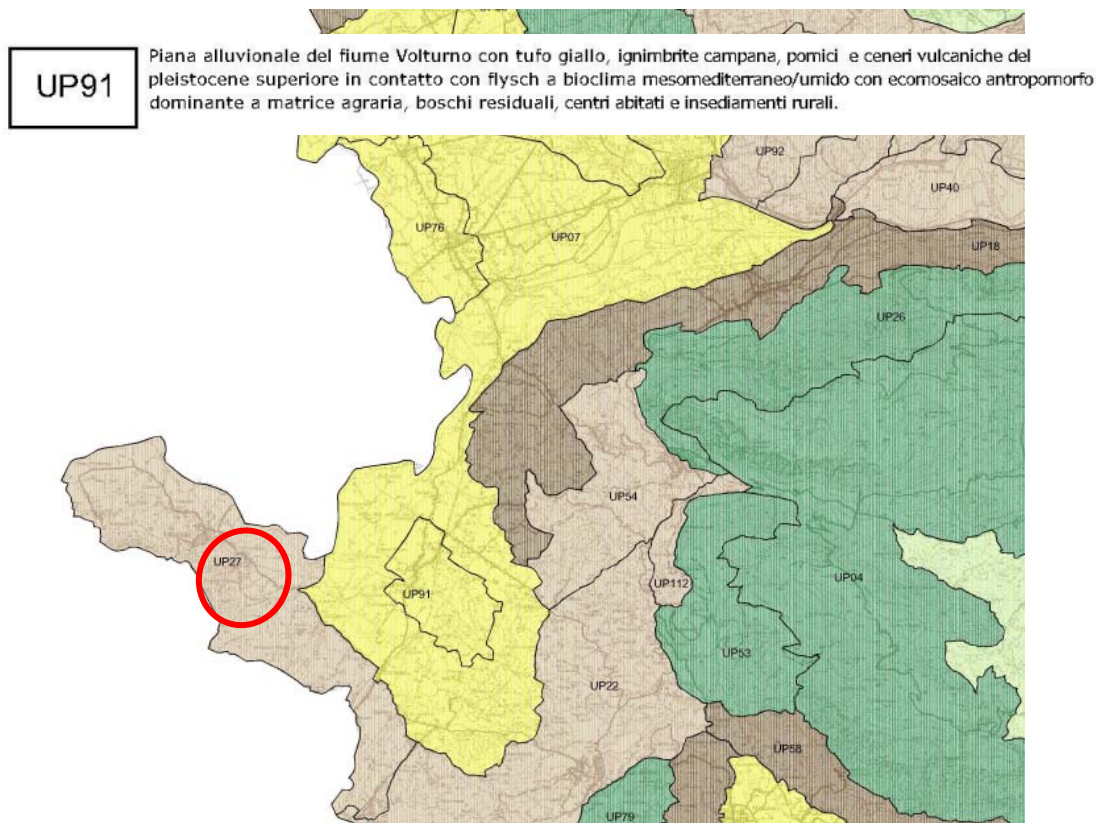 UP91
Piana alluvionale del fiume Volturno con tufo giallo, ignimbrite campana, pomici e ceneri vulcaniche del
pleistocene superiore in contatto con flysch a bioclima mesomediterraneo/umido con ecomosaico antropomorfo
dominante a matrice agraria, boschi residuali, centri abitati e insediamenti rurali.
UP92
UP40
UP76
UP07
UP18
UP26
UP54
UP27
UP91
UP112
UP04
UP53
UP22
UP58
UP79